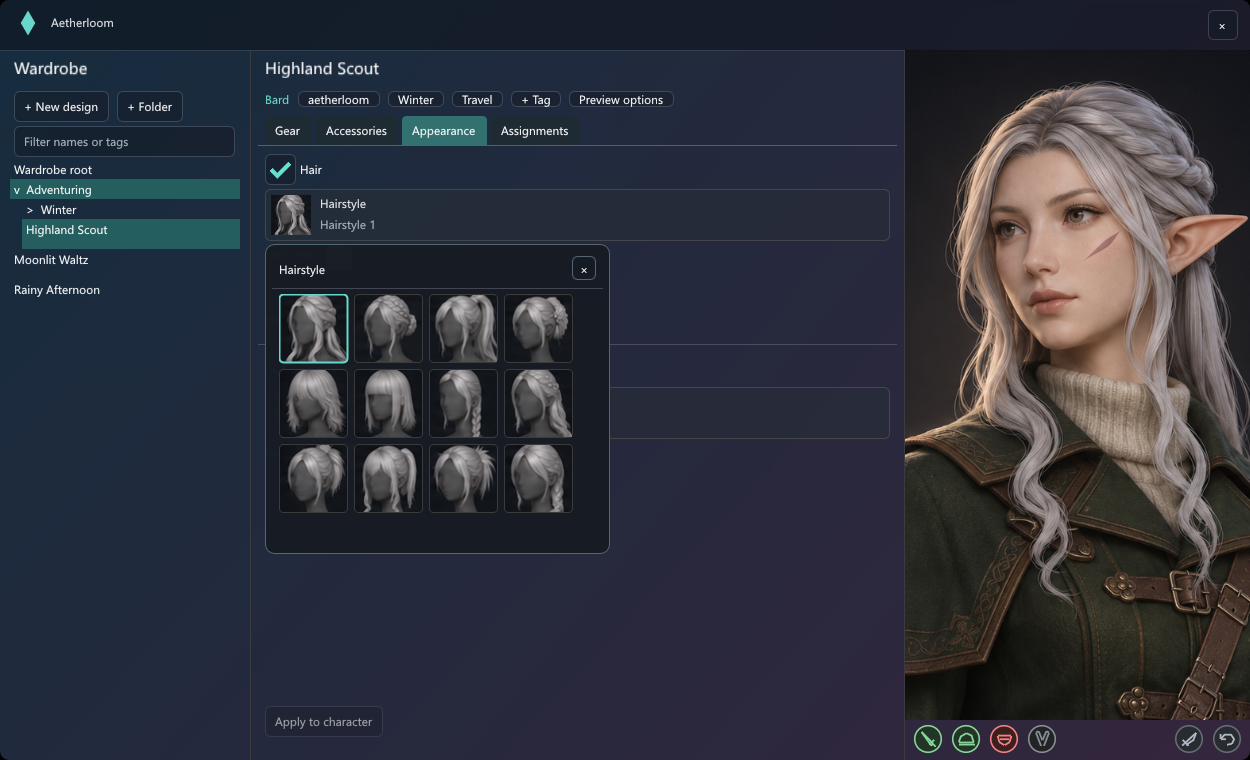 Aetherloom
×
Wardrobe
+ New design
+ Folder
Filter names or tags
Wardrobe root
v Adventuring
> Winter
Highland Scout
Moonlit Waltz
Rainy Afternoon
Highland Scout
Bard aetherloom Winter Travel + Tag Preview options
Gear Accessories Appearance Assignments
Hair
Hairstyle
Hairstyle 1
Hairstyle ×
Apply to character